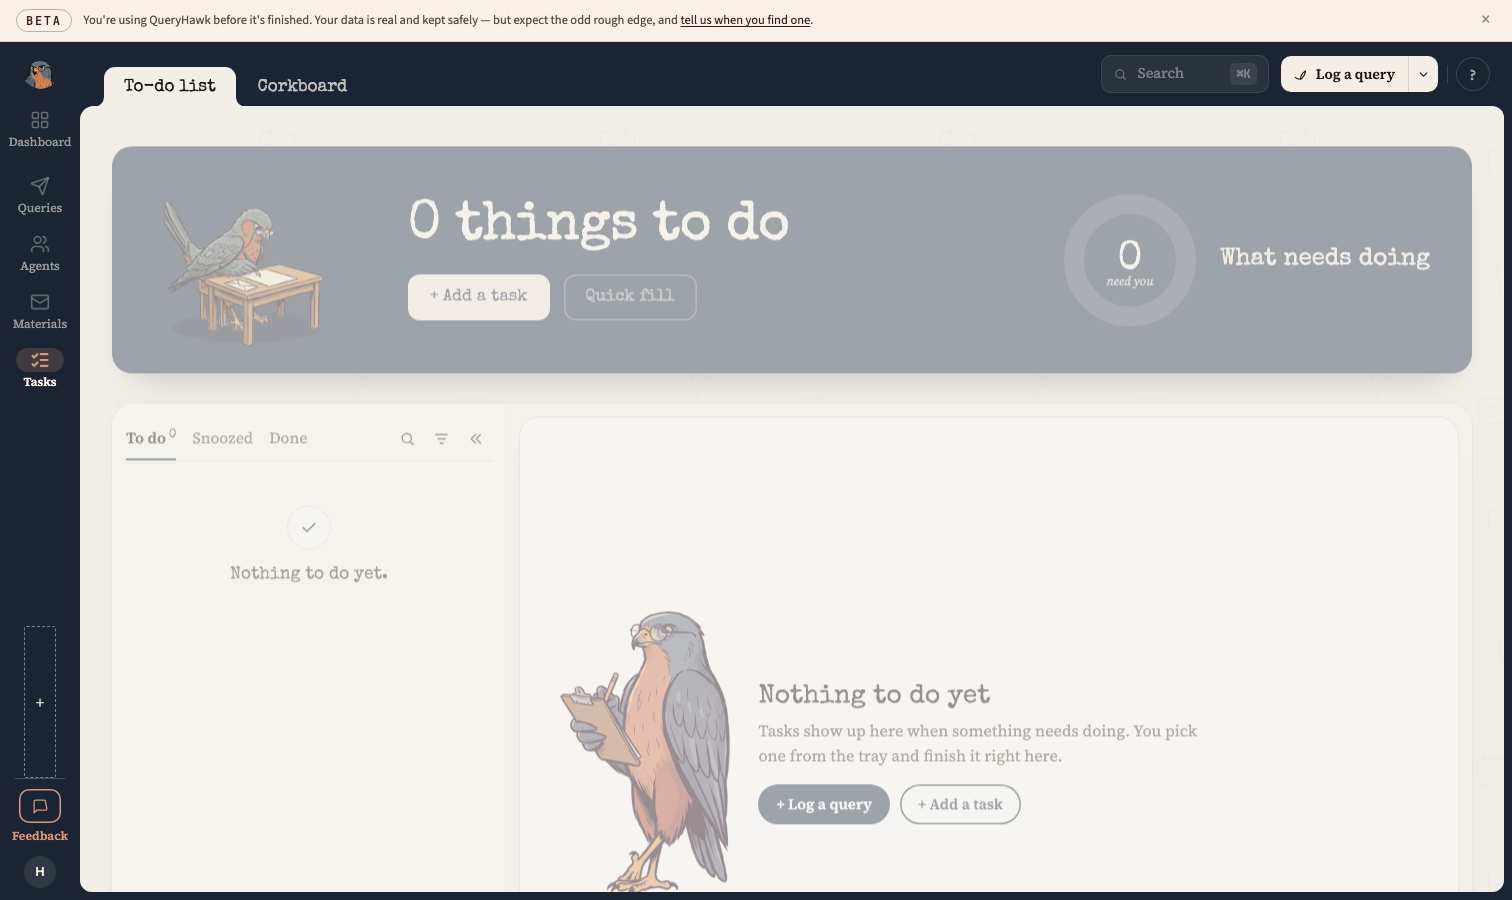 BETA You're using QueryHawk before it's finished. Your data is real and kept safely — but expect the odd rough edge, and tell us when you find one. ×
To-do list Corkboard Search ⌘K Log a query ?
Dashboard
Queries
Agents
Materials
Tasks
+
Feedback
H
0 things to do
+ Add a task Quick fill
0
need you
What needs doing
To do 0 Snoozed Done
Nothing to do yet.
Nothing to do yet
Tasks show up here when something needs doing. You pick
one from the tray and finish it right here.
+ Log a query + Add a task